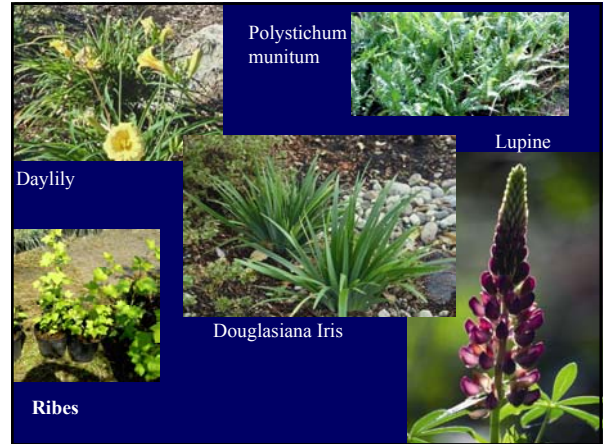 Polystichum
munitum
Lupine
Daylily
Douglasiana Iris
Ribes